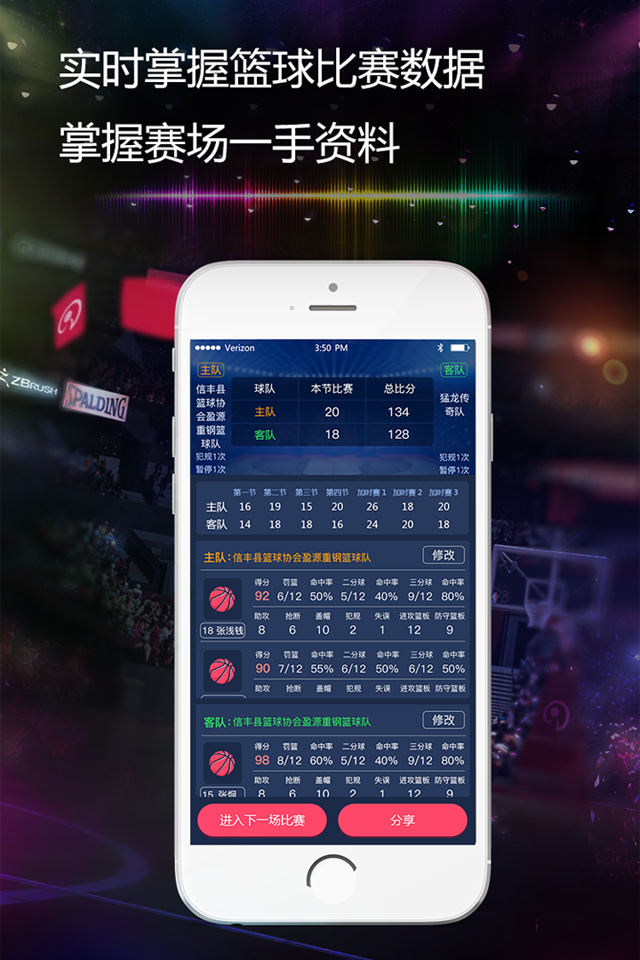 实时掌握篮球比赛数据
掌握赛场一手资料
ZBRUSH
SPALDING
Verizon
3:50 PM
主队
客队
信丰县
篮球协
会盈源
重钢篮
球队
犯规1次
暂停1次
球队 本节比赛 总比分
主队 20 134
客队 18 128
猛龙传
奇队
犯规1次
暂停1次
第一节 第二节 第三节 第四节 加时赛1 加时赛2 加时赛3
主队 16 19 15 20 26 18 20
客队 14 18 18 16 24 20 18
主队:信丰县篮球协会盈源重钢篮球队
修改
得分 罚篮 命中率 二分球 命中率 三分球 命中率
92 6/12 50% 5/12 40% 9/12 80%
助攻 抢断 盖帽 犯规 失误 进攻篮板 防守篮板
8 6 10 2 1 12 9
18 张浅钱
得分 罚篮 命中率 二分球 命中率 三分球 命中率
90 7/12 55% 6/12 50% 6/12 50%
助攻 抢断 盖帽 犯规 失误 进攻篮板 防守篮板
客队:信丰县篮球协会盈源重钢篮球队
修改
得分 罚篮 命中率 二分球 命中率 三分球 命中率
98 8/12 60% 5/12 40% 9/12 80%
助攻 抢断 盖帽 犯规 失误 进攻篮板 防守篮板
8 6 10 2 1 12 9
15 张烟
进入下一场比赛
分享